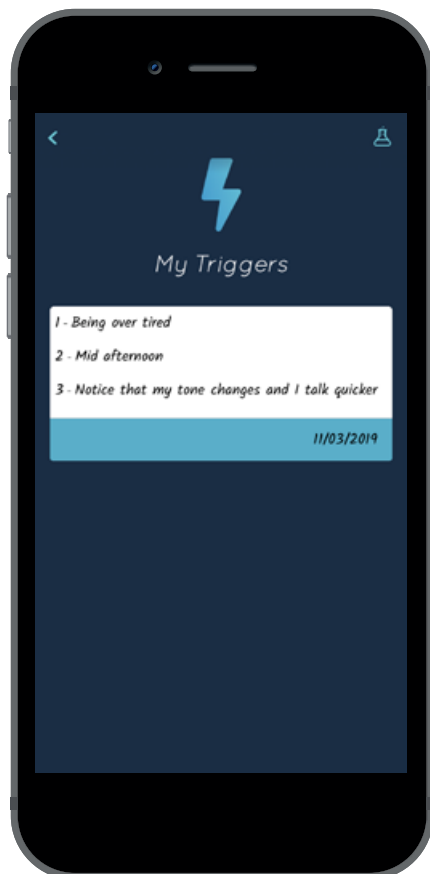 My Triggers
1 - Being over tired
2 - Mid afternoon
3 - Notice that my tone changes and I talk quicker
11/03/2019